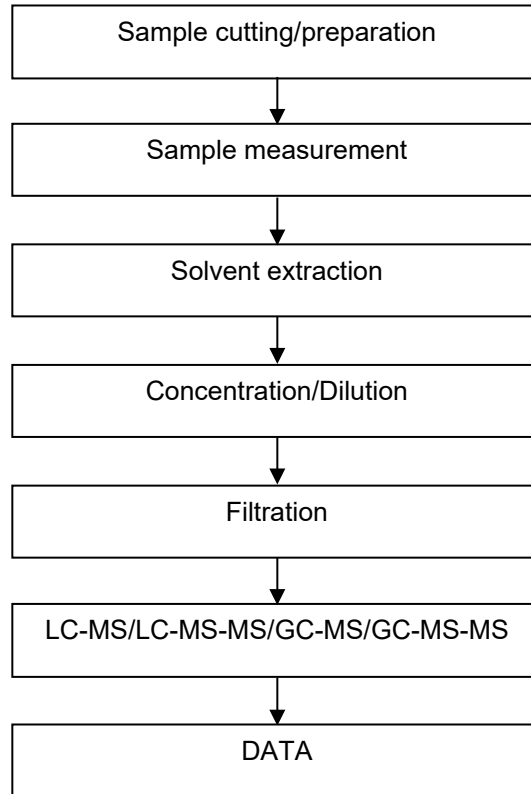 Sample cutting/preparation
Sample measurement
Solvent extraction
Concentration/Dilution
Filtration
LC-MS/LC-MS-MS/GC-MS/GC-MS-MS
DATA